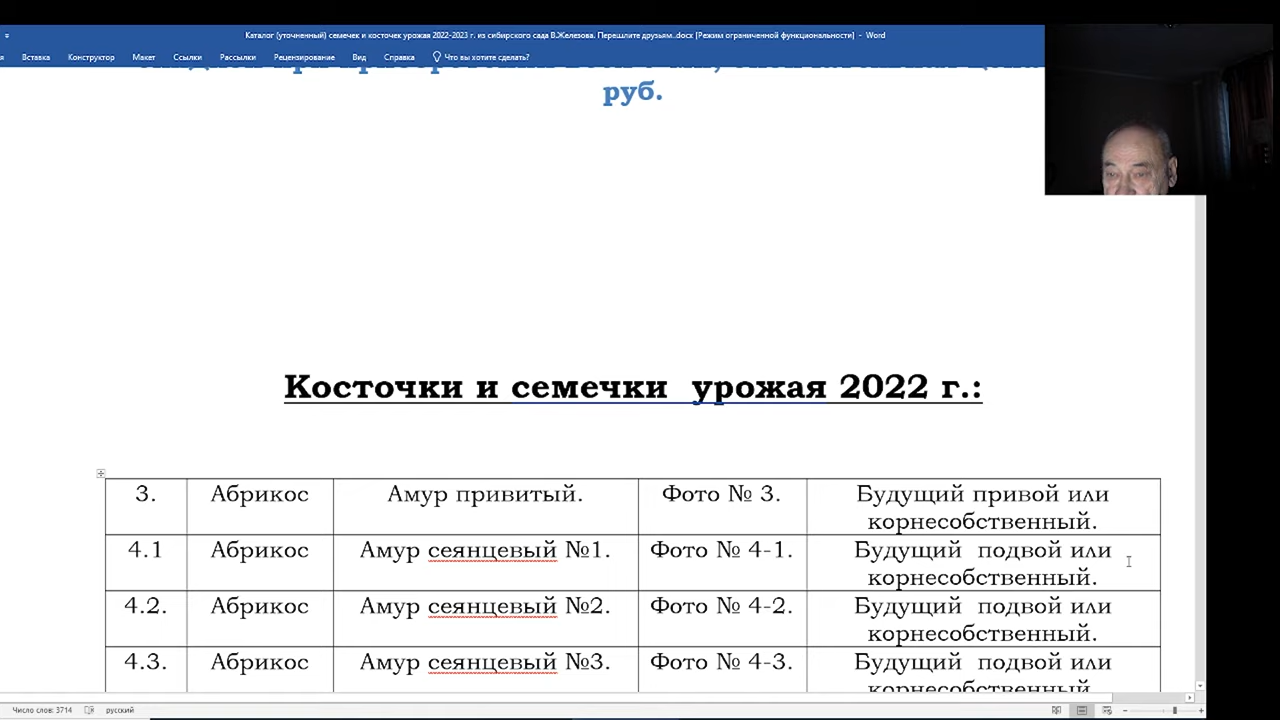 Каталог (уточненный) семечек и косточек урожая 2022-2023 г. из сибирского сада В.Железова. Перешлите друзьям..docx [Режим ограниченной функциональности] - Word
Вставка Конструктор Макет Ссылки Рассылки Рецензирование Вид Справка Что вы хотите сделать?
руб.
Косточки и семечки урожая 2022 г.:
3. Абрикос Амур привитый. Фото № 3. Будущий привой или
корнесобственный.
4.1 Абрикос Амур сеянцевый №1. Фото № 4-1. Будущий подвой или
корнесобственный.
4.2. Абрикос Амур сеянцевый №2. Фото № 4-2. Будущий подвой или
корнесобственный.
4.3. Абрикос Амур сеянцевый №3. Фото № 4-3. Будущий подвой или
корнесобственный
Число слов: 3714 русский